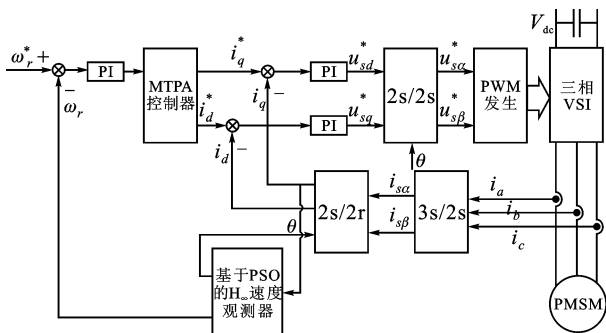 V_dc
ω_r^* +
−
ω_r
PI
MTPA
控制器
i_q^*
i_q −
i_d^*
i_d −
PI
PI
u_sd^*
u_sq^*
2s/2s
u_sα^*
u_sβ^*
PWM
发生
三相
VSI
θ
2s/2r
i_sα
i_sβ
3s/2s
i_a
i_b
i_c
θ
基于PSO
的H∞速度
观测器
PMSM